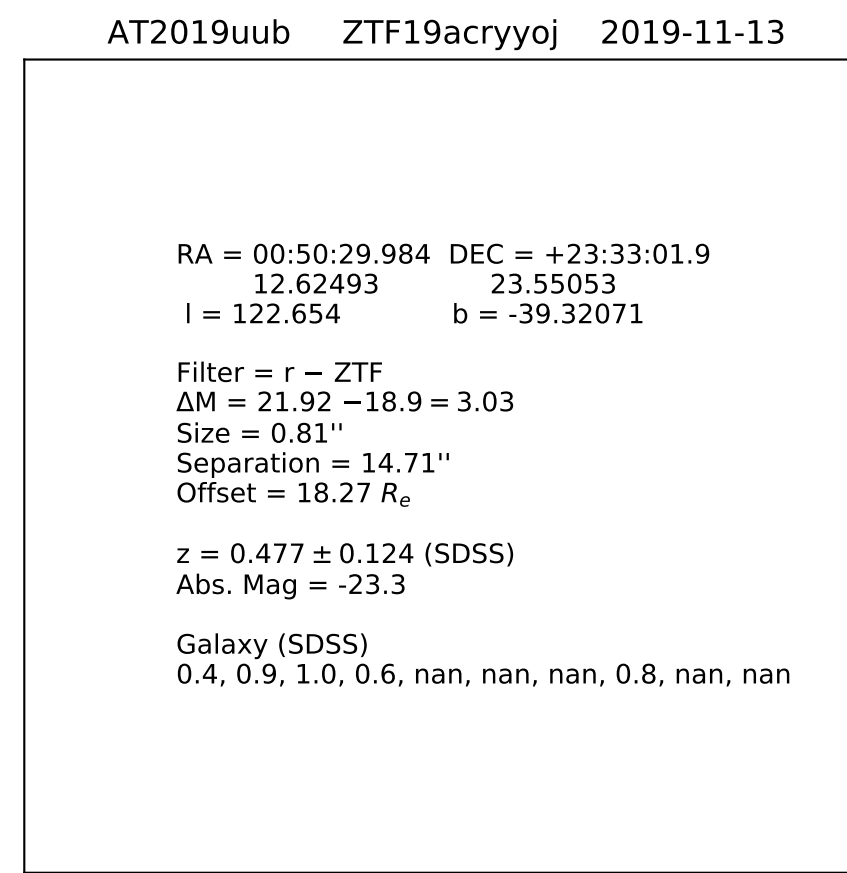 AT2019uub ZTF19acryyoj 2019-11-13
RA = 00:50:29.984 DEC = +23:33:01.9
12.62493 23.55053
l = 122.654 b = -39.32071
Filter = r − ZTF
ΔM = 21.92 −18.9 = 3.03
Size = 0.81''
Separation = 14.71''
Offset = 18.27 Rₑ
z = 0.477 ± 0.124 (SDSS)
Abs. Mag = -23.3
Galaxy (SDSS)
0.4, 0.9, 1.0, 0.6, nan, nan, nan, 0.8, nan, nan